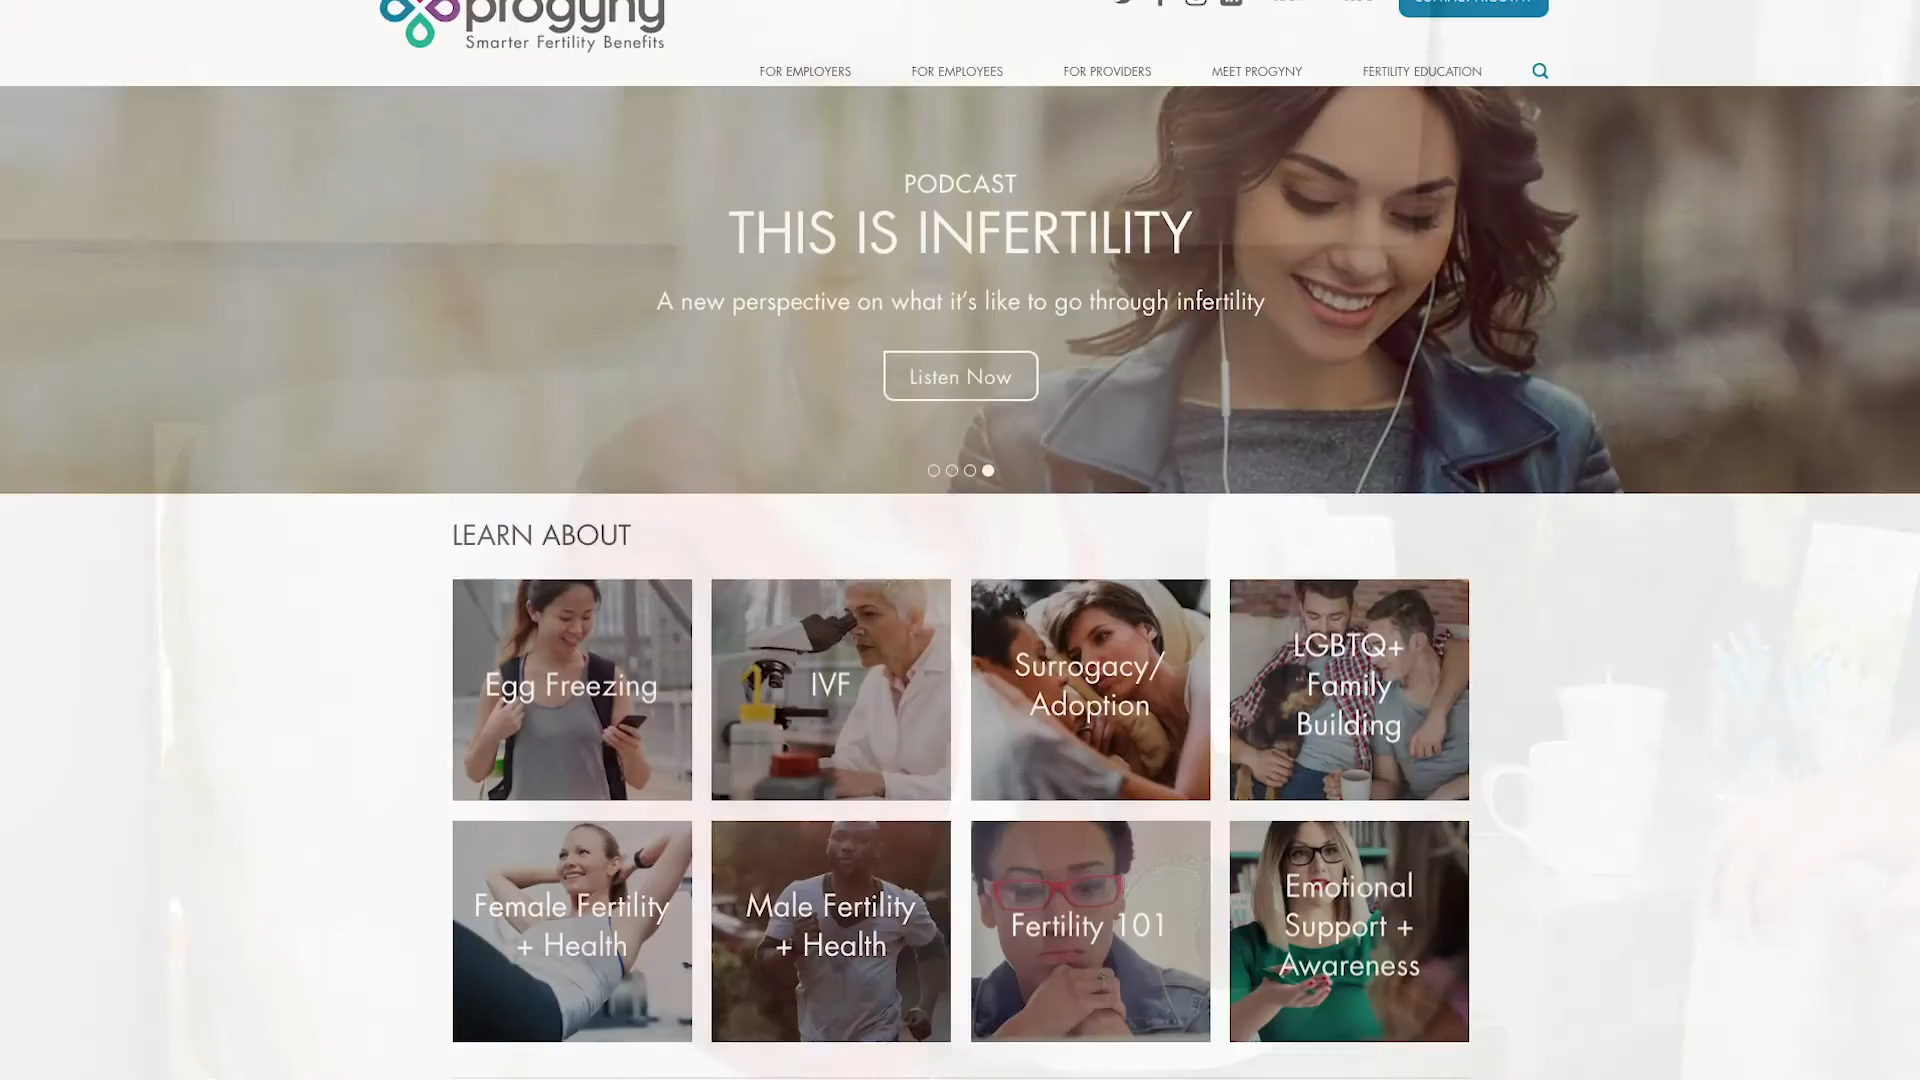 progyny
Smarter Fertility Benefits
FOR EMPLOYERS
FOR EMPLOYEES
FOR PROVIDERS
MEET PROGYNY
FERTILITY EDUCATION
PODCAST
THIS IS INFERTILITY
A new perspective on what it’s like to go through infertility
Listen Now
LEARN ABOUT
Egg Freezing
IVF
Surrogacy/
Adoption
LGBTQ+
Family
Building
Female Fertility
+ Health
Male Fertility
+ Health
Fertility 101
Emotional
Support +
Awareness